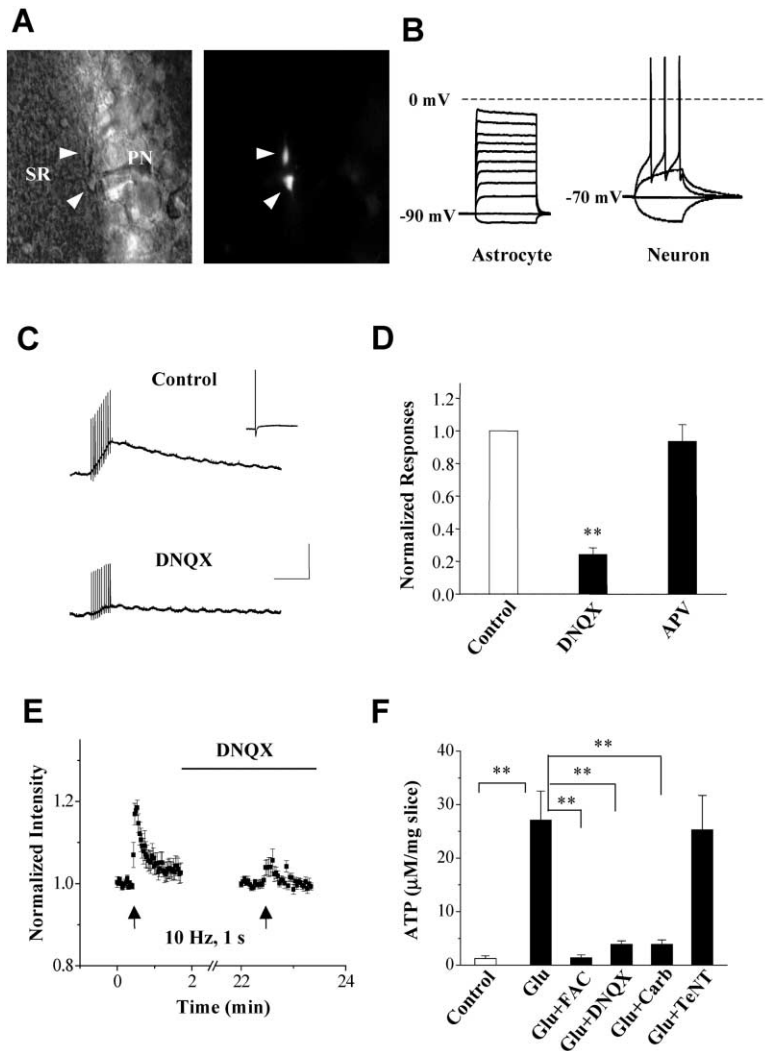 A
SR
PN
B
0 mV
-90 mV
-70 mV
Astrocyte
Neuron
C
Control
DNQX
D
Normalized Responses
1.2
1.0
0.8
0.6
0.4
0.2
0.0
**
Control
DNQX
APV
E
DNQX
Normalized Intensity
1.2
1.0
0.8
10 Hz, 1 s
0
2
22
24
Time (min)
F
ATP (μM/mg slice)
40
30
20
10
0
**
**
**
**
Control
Glu
Glu+FAC
Glu+DNQX
Glu+Carb
Glu+TeNT